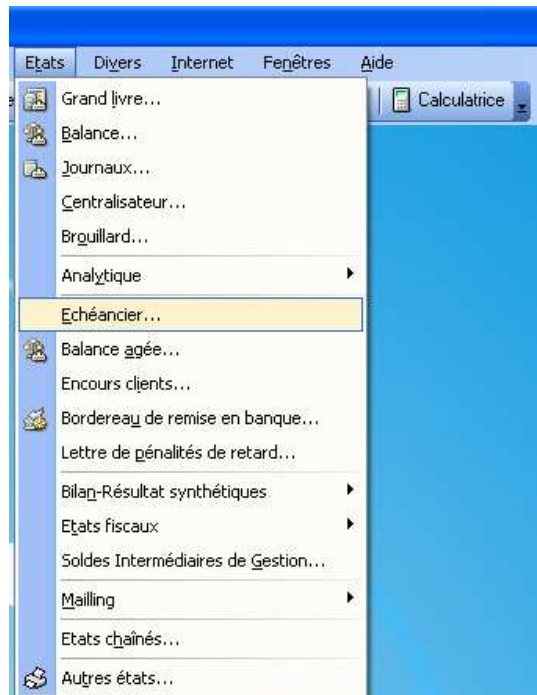 Etats Divers Internet Fenêtres Aide
Calculatrice
Grand livre...
Balance...
Journaux...
Centralisateur...
Brouillard...
Analytique
Echéancier...
Balance agée...
Encours clients...
Bordereau de remise en banque...
Lettre de pénalités de retard...
Bilan-Résultat synthétiques
Etats fiscaux
Soldes Intermédiaires de Gestion...
Mailling
Etats chaînés...
Autres états...